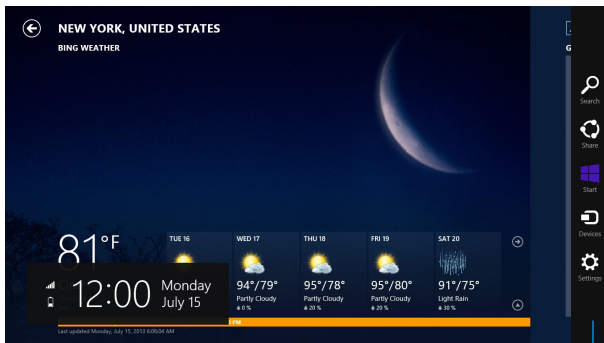 NEW YORK, UNITED STATES
BING WEATHER
Search
Share
Start
Devices
Settings
81°F
TUE 16
WED 17
94°/79°
Partly Cloudy
0 %
THU 18
95°/78°
Partly Cloudy
20 %
FRI 19
95°/80°
Partly Cloudy
20 %
SAT 20
91°/75°
Light Rain
30 %
12:00
Monday
July 15
PM
Last updated Monday, July 15, 2013 6:06:04 AM